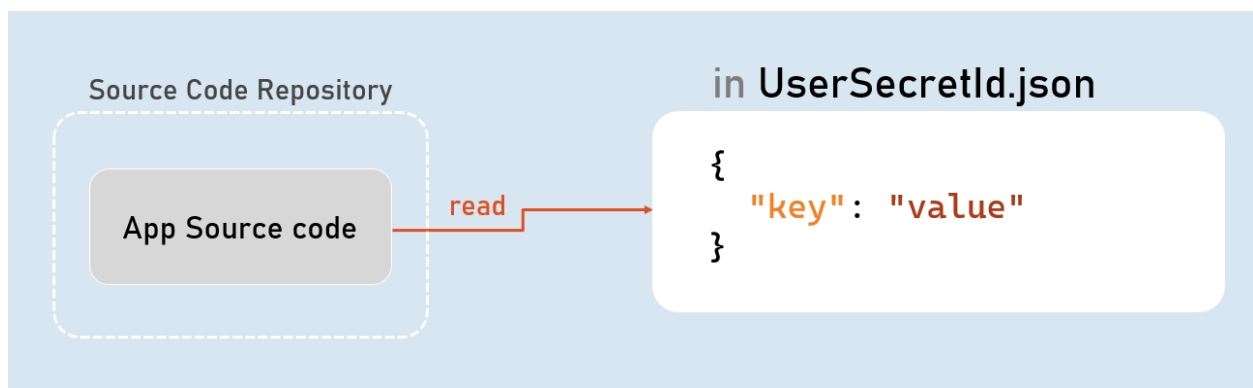 Source Code Repository
App Source code
read
in UserSecretId.json
{
"key": "value"
}